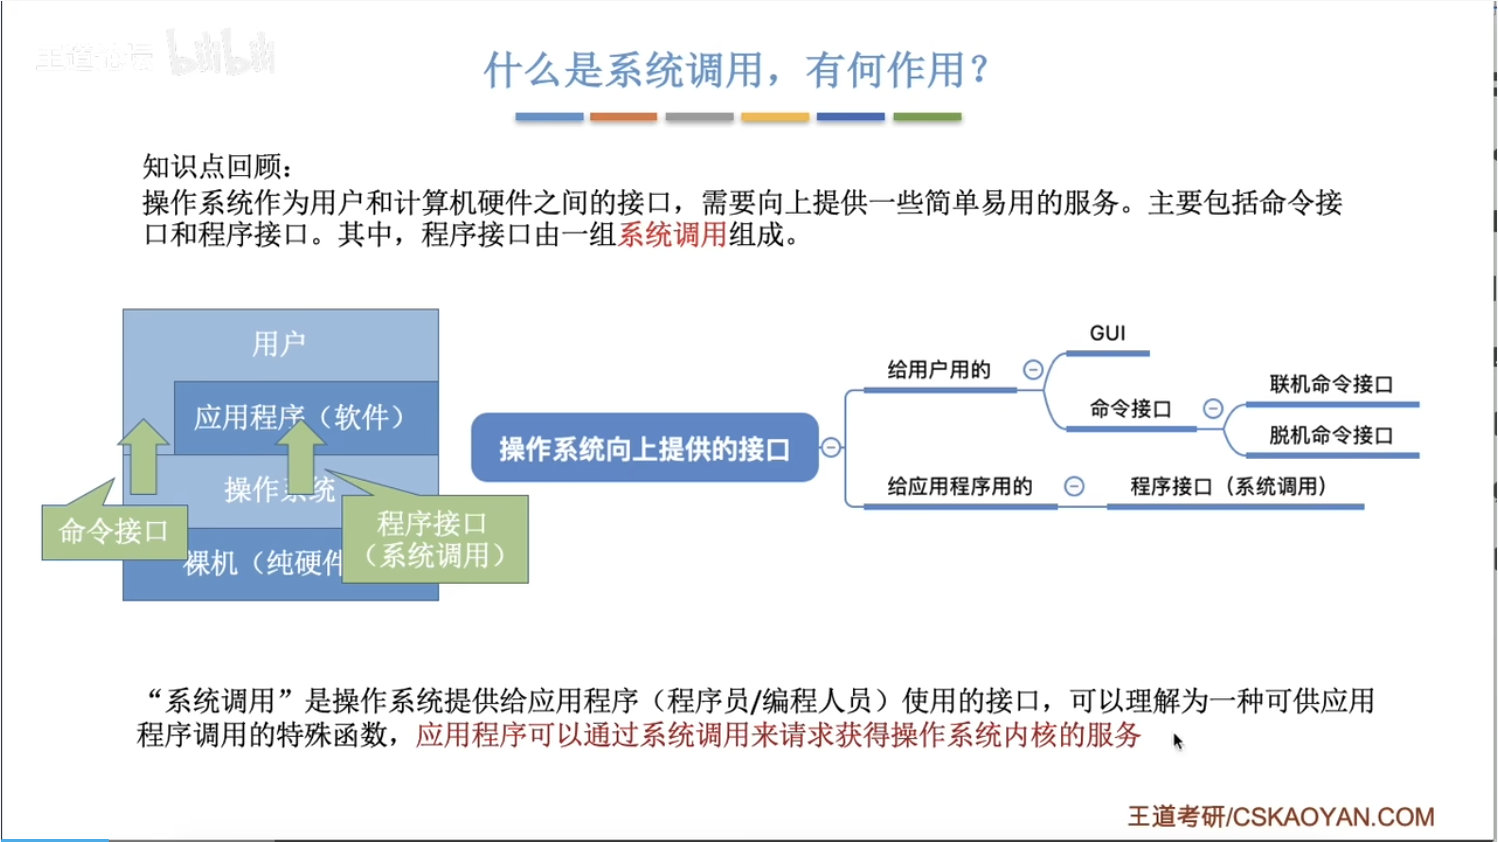 王道论坛 bilibili
什么是系统调用，有何作用？
知识点回顾：
操作系统作为用户和计算机硬件之间的接口，需要向上提供一些简单易用的服务。主要包括命令接
口和程序接口。其中，程序接口由一组系统调用组成。
用户
应用程序（软件）
操作系统
裸机（纯硬件
命令接口
程序接口
（系统调用）
操作系统向上提供的接口
给用户用的
GUI
命令接口
联机命令接口
脱机命令接口
给应用程序用的
程序接口（系统调用）
“系统调用”是操作系统提供给应用程序（程序员/编程人员）使用的接口，可以理解为一种可供应用
程序调用的特殊函数，应用程序可以通过系统调用来请求获得操作系统内核的服务
王道考研/CSKAOYAN.COM